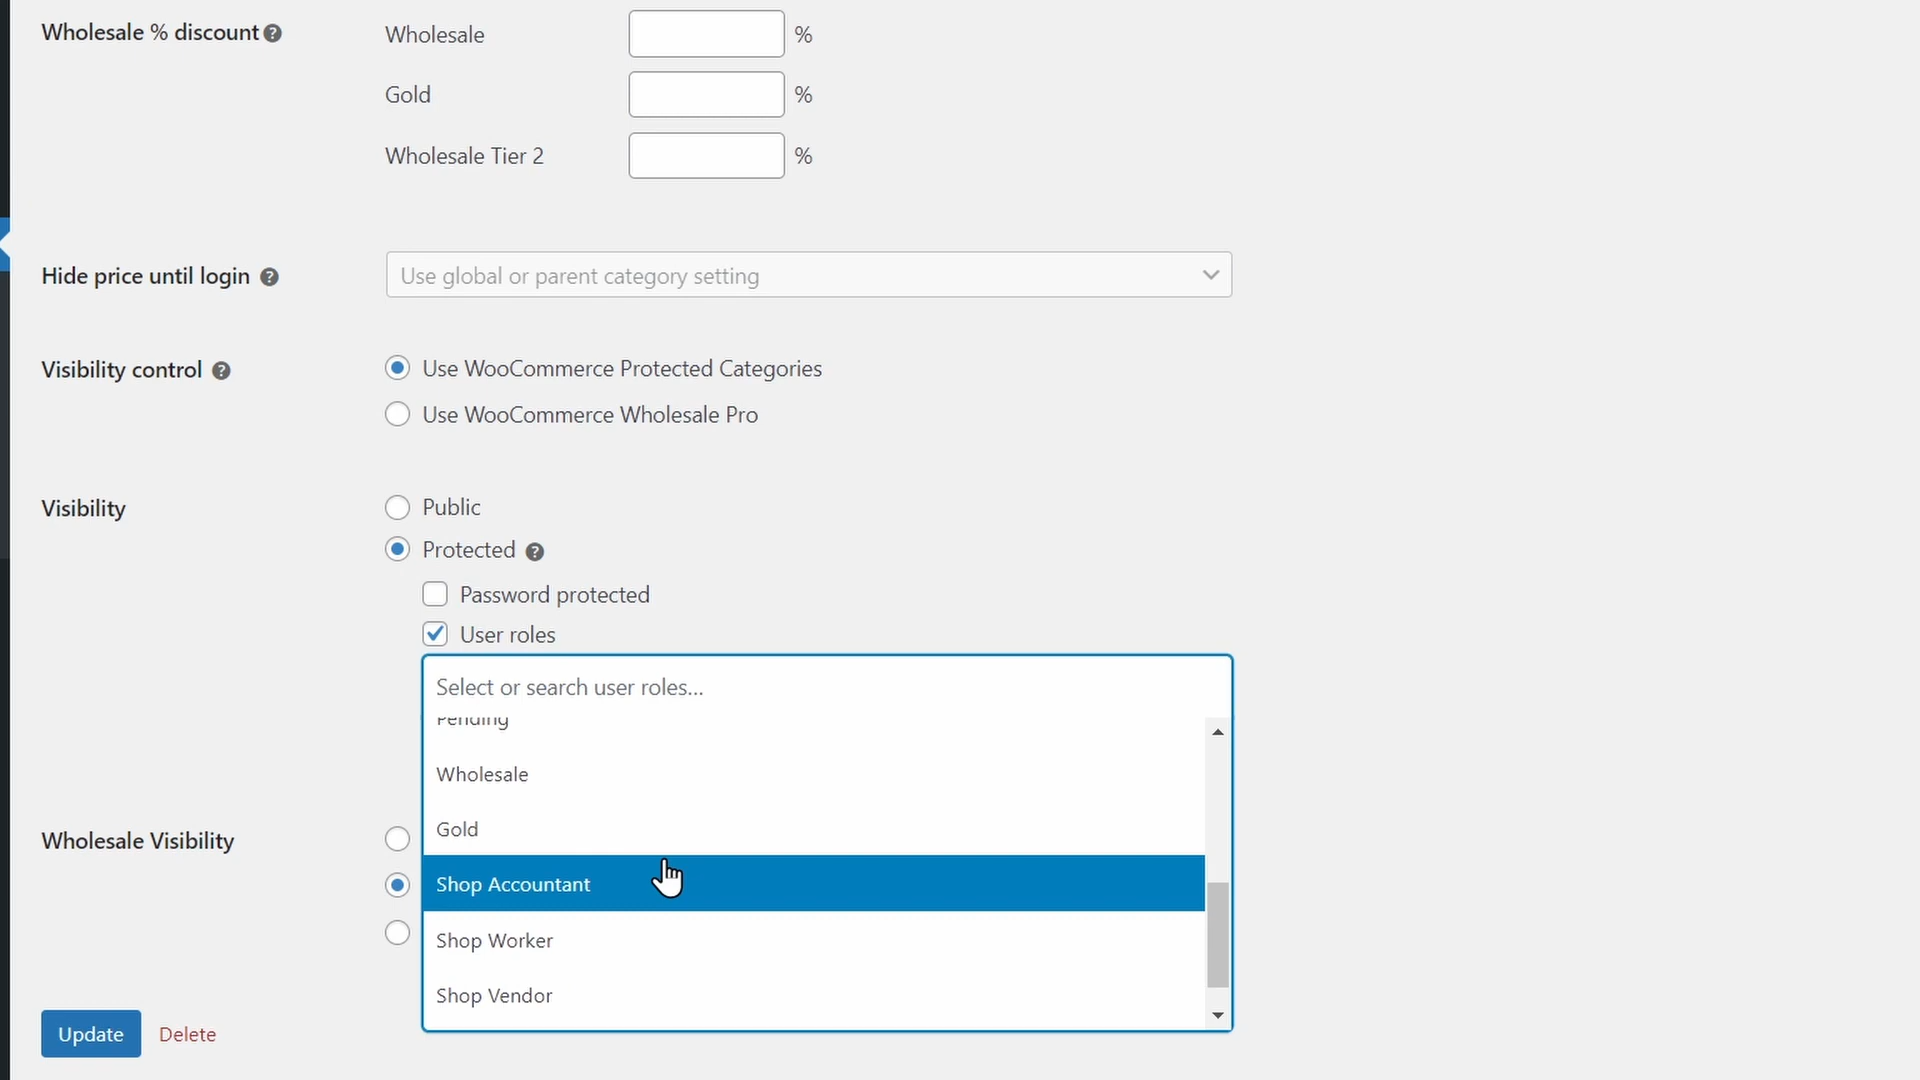 Wholesale % discount ?
Wholesale %
Gold %
Wholesale Tier 2 %
Hide price until login ?
Use global or parent category setting
Visibility control ?
Use WooCommerce Protected Categories
Use WooCommerce Wholesale Pro
Visibility
Public
Protected ?
Password protected
User roles
Select or search user roles...
Pending
Wholesale
Gold
Wholesale Visibility
Shop Accountant
Shop Worker
Shop Vendor
Update Delete